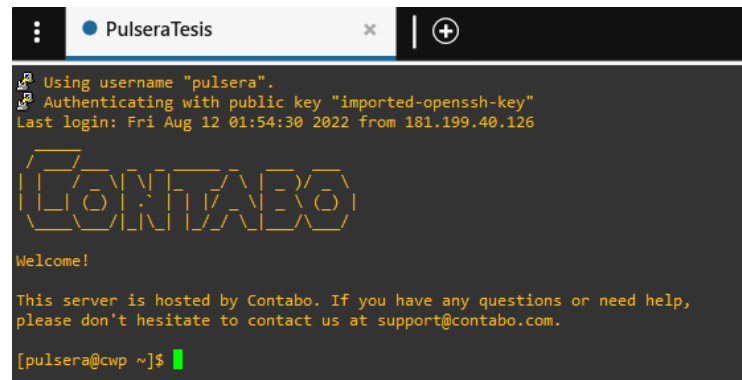 PulseraTesis
Using username "pulsera".
Authenticating with public key "imported-openssh-key"
Last login: Fri Aug 12 01:54:30 2022 from 181.199.40.126
CONTABO
Welcome!
This server is hosted by Contabo. If you have any questions or need help,
please don't hesitate to contact us at support@contabo.com.
[pulsera@cwp ~]$